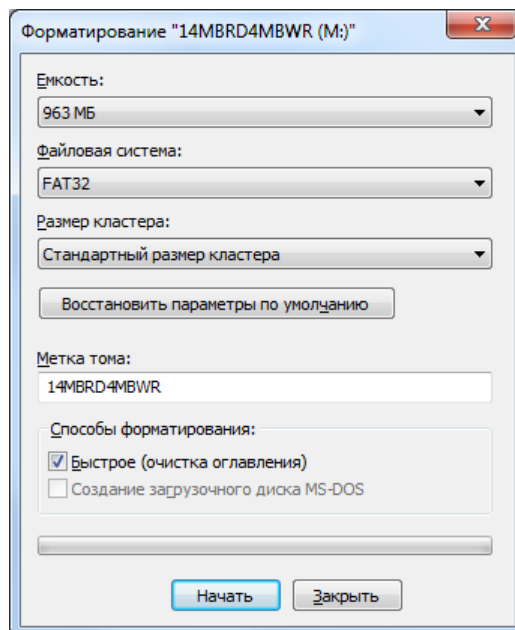 Форматирование "14MBRD4MBWR (M:)"
Емкость:
963 МБ
Файловая система:
FAT32
Размер кластера:
Стандартный размер кластера
Восстановить параметры по умолчанию
Метка тома:
14MBRD4MBWR
Способы форматирования:
Быстрое (очистка оглавления)
Создание загрузочного диска MS-DOS
Начать
Закрыть